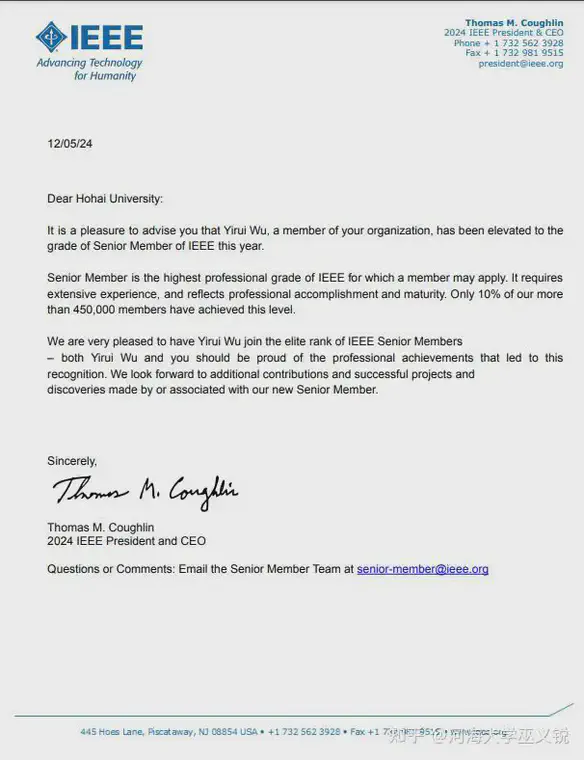 IEEE
Advancing Technology
for Humanity
Thomas M. Coughlin
2024 IEEE President & CEO
Phone + 1 732 562 3928
Fax + 1 732 981 9515
president@ieee.org
12/05/24
Dear Hohai University:
It is a pleasure to advise you that Yirui Wu, a member of your organization, has been elevated to the
grade of Senior Member of IEEE this year.
Senior Member is the highest professional grade of IEEE for which a member may apply. It requires
extensive experience, and reflects professional accomplishment and maturity. Only 10% of our more
than 450,000 members have achieved this level.
We are very pleased to have Yirui Wu join the elite rank of IEEE Senior Members
– both Yirui Wu and you should be proud of the professional achievements that led to this
recognition. We look forward to additional contributions and successful projects and
discoveries made by or associated with our new Senior Member.
Sincerely,
Thomas M. Coughlin
Thomas M. Coughlin
2024 IEEE President and CEO
Questions or Comments: Email the Senior Member Team at senior-member@ieee.org
445 Hoes Lane, Piscataway, NJ 08854 USA • +1 732 562 3928 • Fax +1 732 981 9515 • www.ieee.org
知乎 @河海大学巫义锐